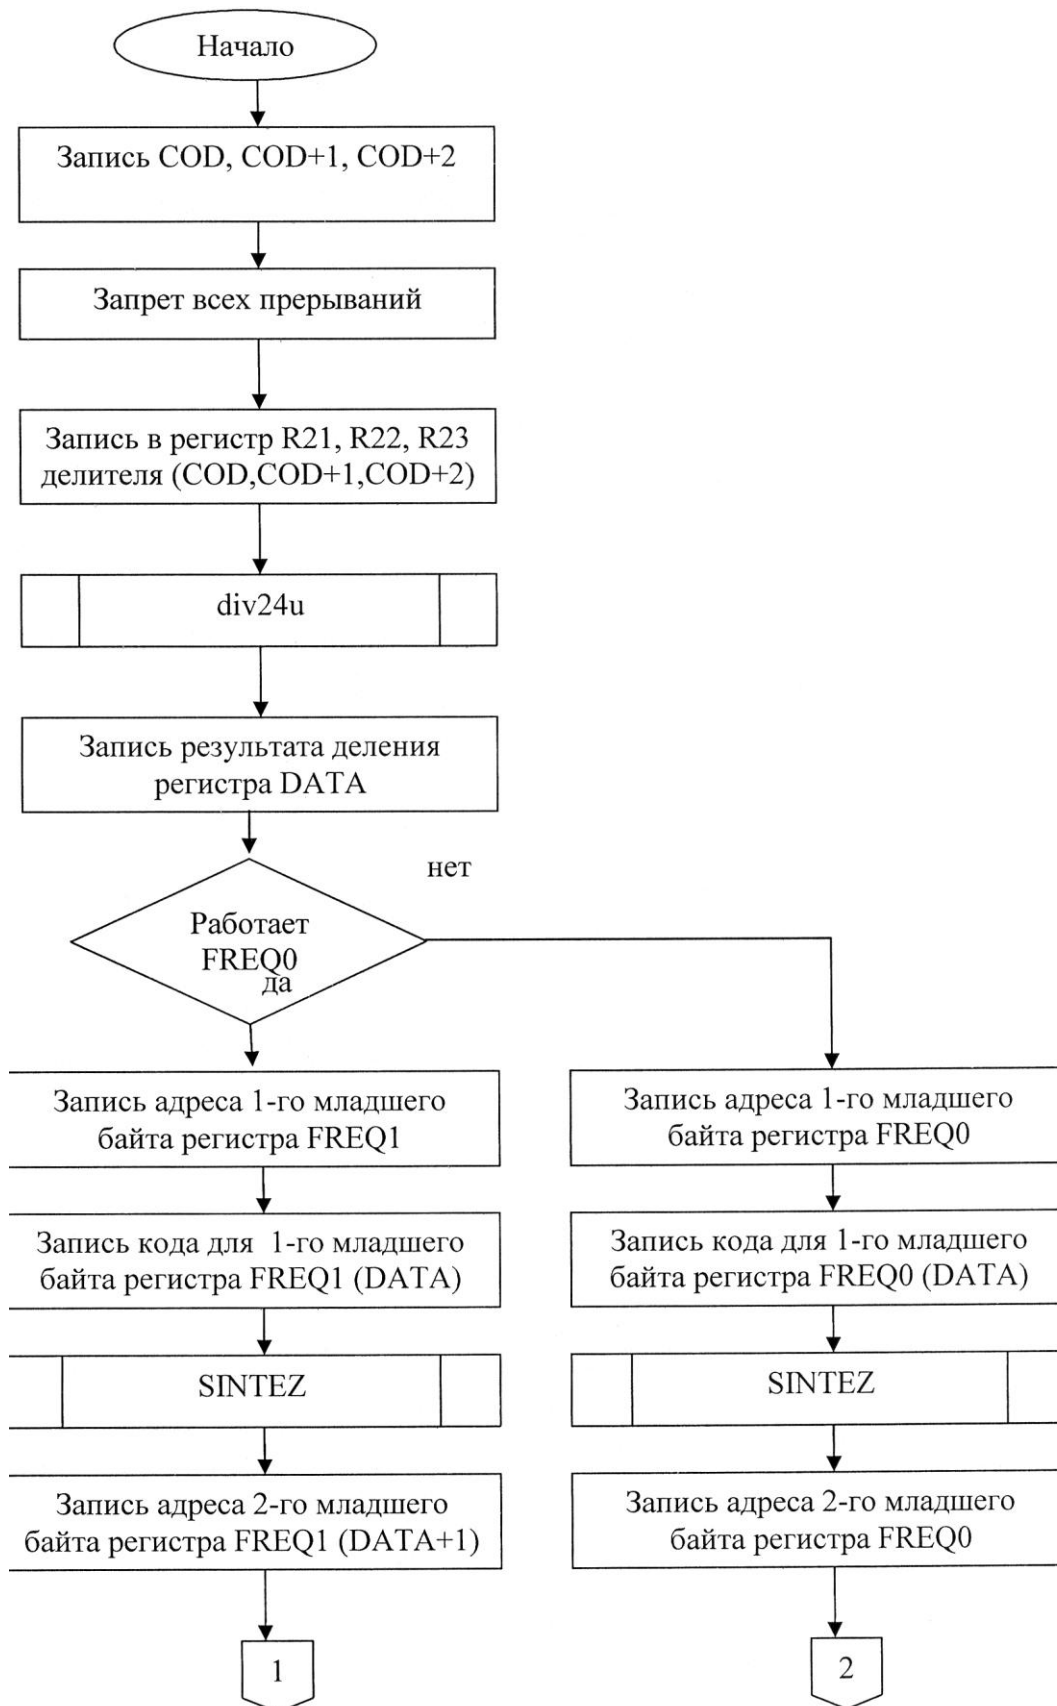 Начало
Запись COD, COD+1, COD+2
Запрет всех прерываний
Запись в регистр R21, R22, R23
делителя (COD,COD+1,COD+2)
div24u
Запись результата деления
регистра DATA
нет
Работает
FREQ0
да
Запись адреса 1-го младшего
байта регистра FREQ1
Запись кода для 1-го младшего
байта регистра FREQ1 (DATA)
SINTEZ
Запись адреса 2-го младшего
байта регистра FREQ1 (DATA+1)
1
Запись адреса 1-го младшего
байта регистра FREQ0
Запись кода для 1-го младшего
байта регистра FREQ0 (DATA)
SINTEZ
Запись адреса 2-го младшего
байта регистра FREQ0
2